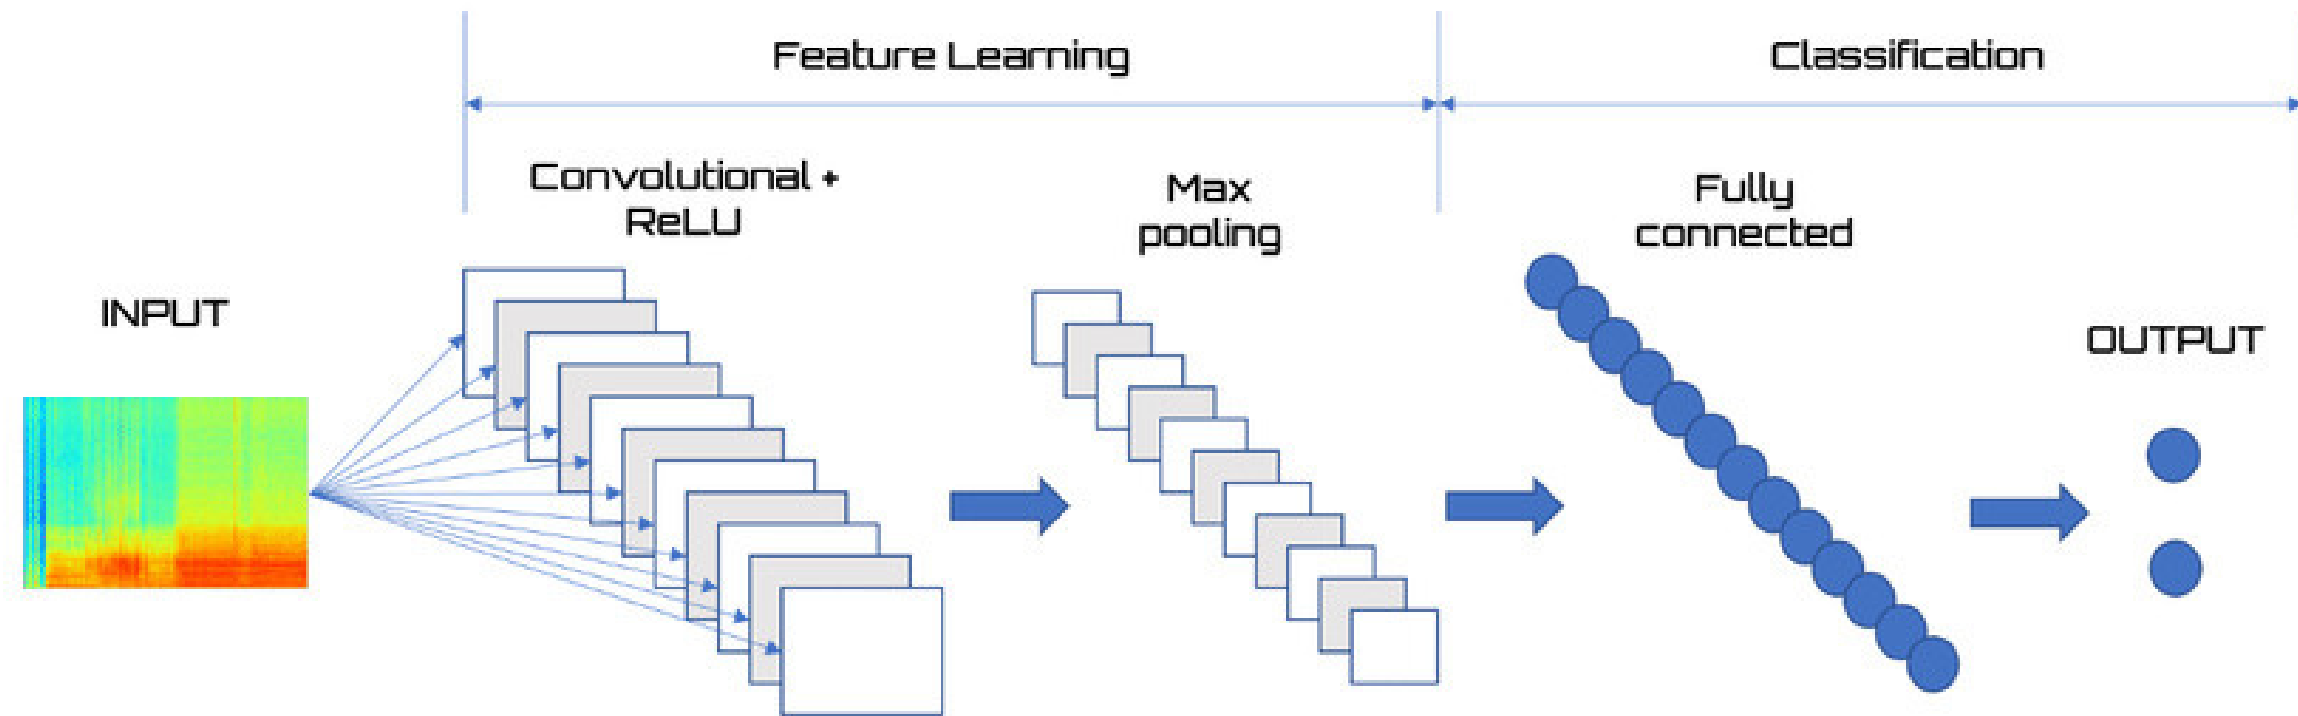 Feature Learning
Classification
Convolutional +
ReLU
Max
pooling
Fully
connected
INPUT
OUTPUT